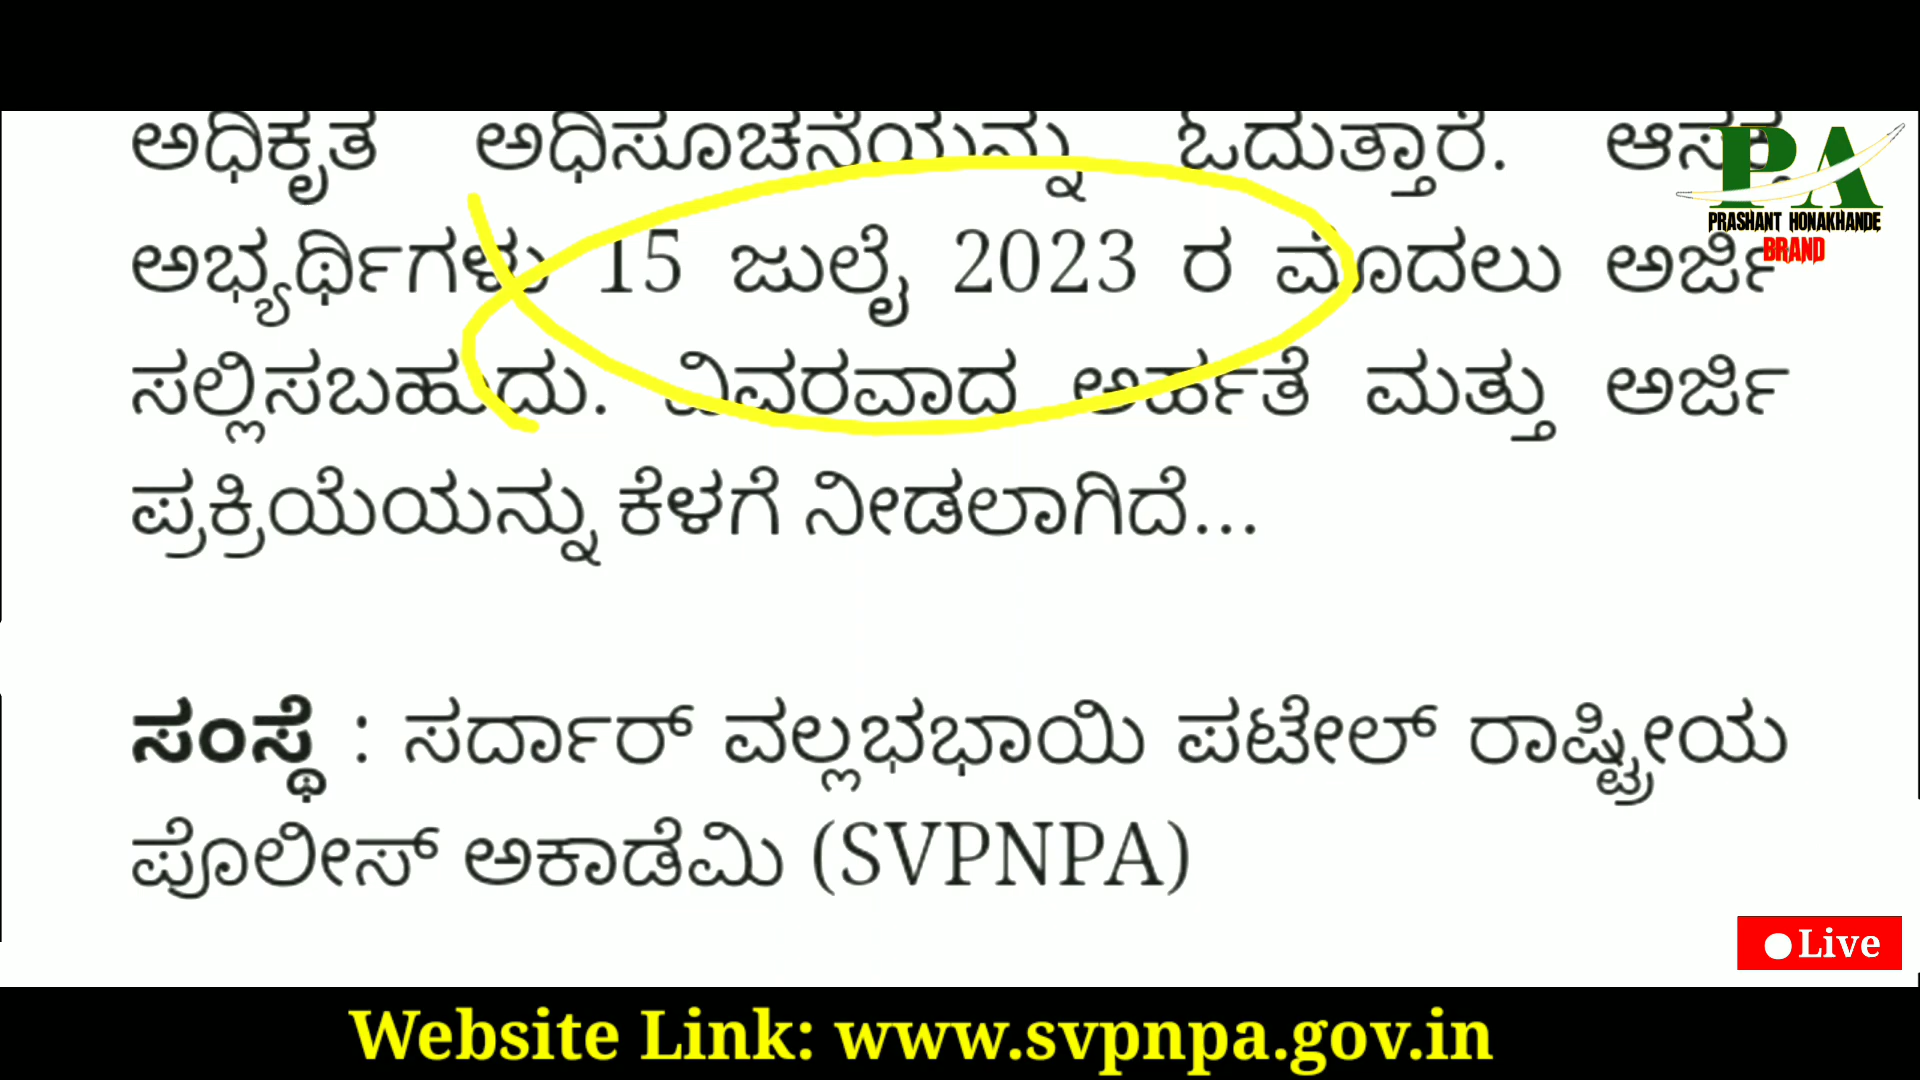 ಅಧಿಕೃತ ಅಧಿಸೂಚನೆಯನ್ನು ಓದುತ್ತಾರೆ. ಆಸಕ್ತ
ಅಭ್ಯರ್ಥಿಗಳು 15 ಜುಲೈ 2023 ರ ಮೊದಲು ಅರ್ಜಿ
ಸಲ್ಲಿಸಬಹುದು. ವಿವರವಾದ ಅರ್ಹತೆ ಮತ್ತು ಅರ್ಜಿ
ಪ್ರಕ್ರಿಯೆಯನ್ನು ಕೆಳಗೆ ನೀಡಲಾಗಿದೆ...
ಸಂಸ್ಥೆ : ಸರ್ದಾರ್ ವಲ್ಲಭಭಾಯಿ ಪಟೇಲ್ ರಾಷ್ಟ್ರೀಯ
ಪೊಲೀಸ್ ಅಕಾಡೆಮಿ (SVPNPA)
PA
PRASHANT HONAKHANDE
BRAND
Live
Website Link: www.svpnpa.gov.in